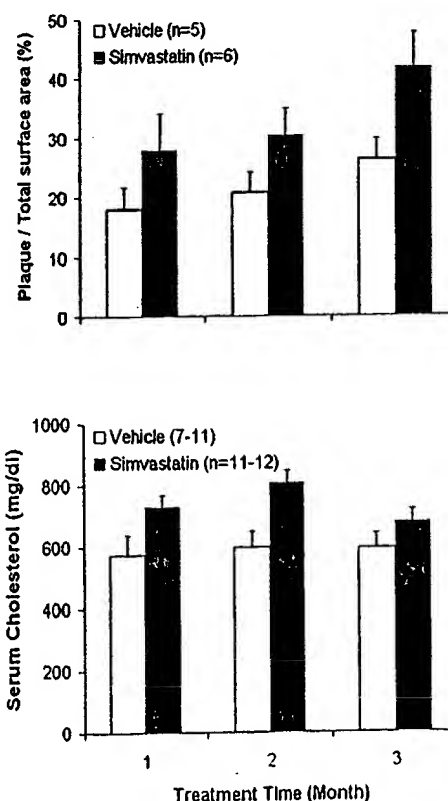 Plaque / Total surface area (%)
50
40
30
20
10
0
Vehicle (n=5)
Simvastatin (n=6)
Serum Cholesterol (mg/dl)
1000
800
600
400
200
0
Vehicle (7-11)
Simvastatin (n=11-12)
1 2 3
Treatment Time (Month)